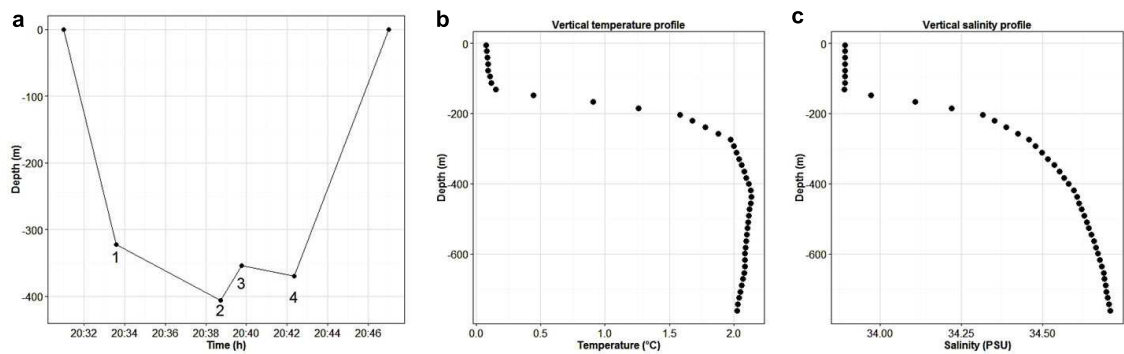 a
0
-100
-200
-300
-400
Depth (m)
1
2
3
4
20:32 20:34 20:36 20:38 20:40 20:42 20:44 20:46
Time (h)
b
Vertical temperature profile
0
-200
-400
-600
Depth (m)
0.0 0.5 1.0 1.5 2.0
Temperature (°C)
c
Vertical salinity profile
0
-200
-400
-600
Depth (m)
34.00 34.25 34.50
Salinity (PSU)